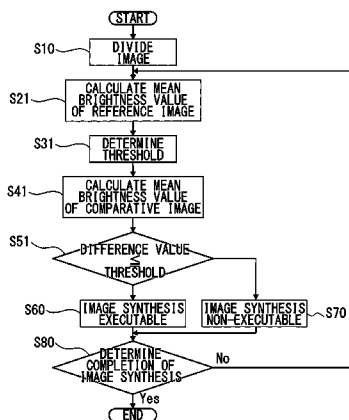 START
S10
DIVIDE
IMAGE
S21
CALCULATE MEAN
BRIGHTNESS VALUE
OF REFERENCE IMAGE
S31
DETERMINE
THRESHOLD
S41
CALCULATE MEAN
BRIGHTNESS VALUE
OF COMPARATIVE IMAGE
S51
DIFFERENCE VALUE
≦
THRESHOLD
S60
IMAGE SYNTHESIS
EXECUTABLE
IMAGE SYNTHESIS
NON-EXECUTABLE
S70
S80
DETERMINE
COMPLETION OF
IMAGE SYNTHESIS
No
Yes
END